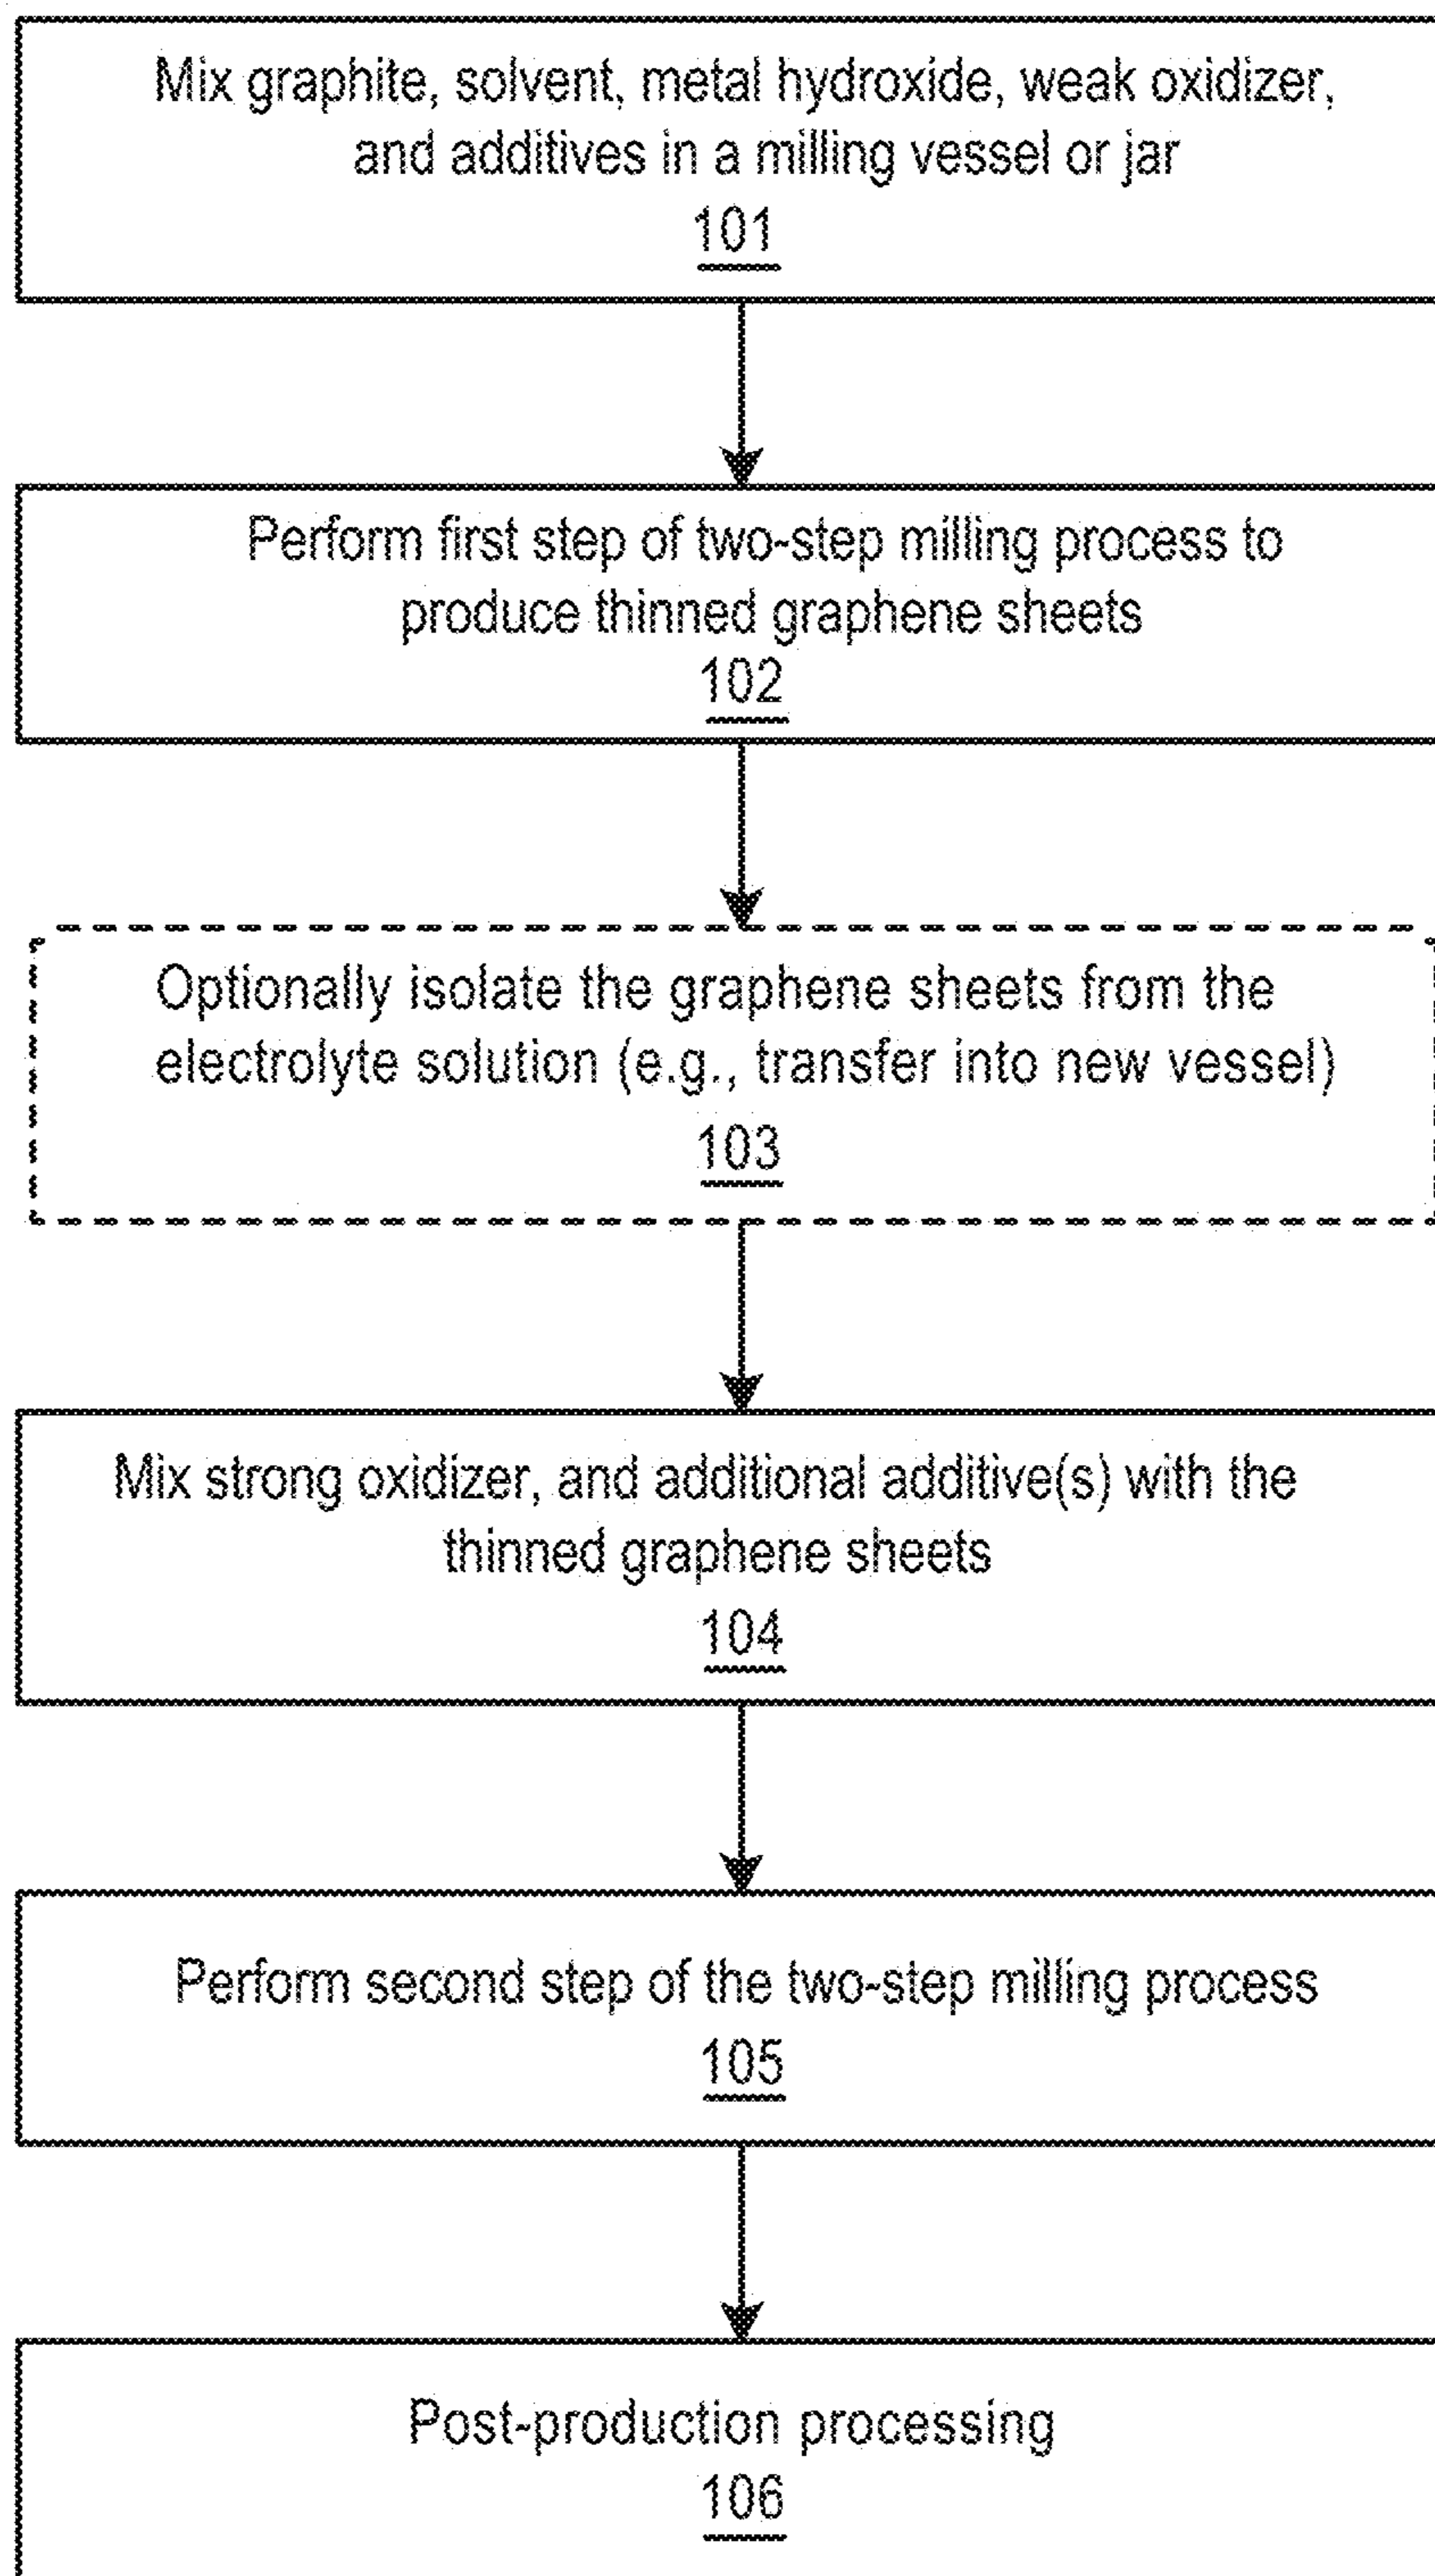 Mix graphite, solvent, metal hydroxide, weak oxidizer,
and additives in a milling vessel or jar
101
Perform first step of two-step milling process to
produce thinned graphene sheets
102
Optionally isolate the graphene sheets from the
electrolyte solution (e.g., transfer into new vessel)
103
Mix strong oxidizer, and additional additive(s) with the
thinned graphene sheets
104
Perform second step of the two-step milling process
105
Post-production processing
106